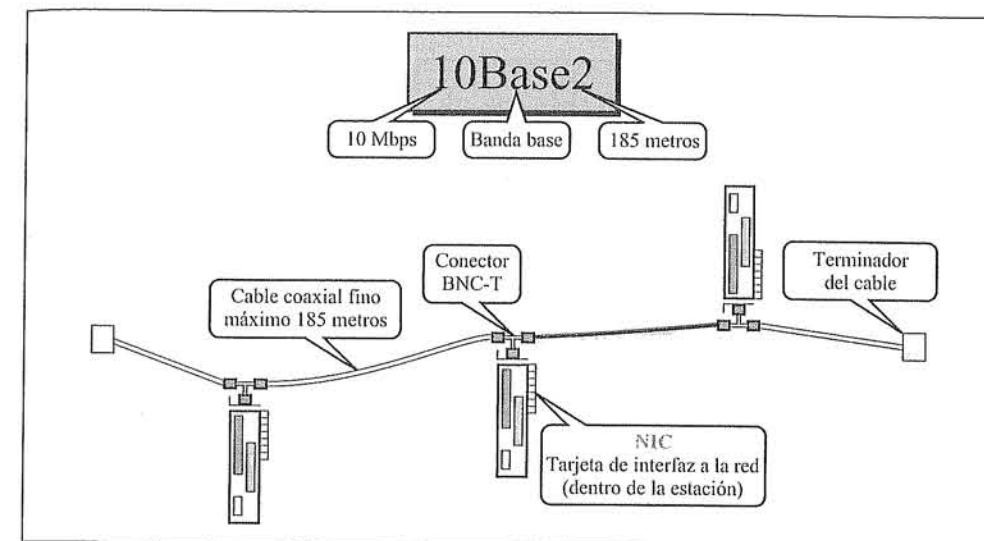 10Base2
10 Mbps
Banda base
185 metros
Conector
BNC-T
Terminador
del cable
Cable coaxial fino
máximo 185 metros
NIC
Tarjeta de interfaz a la red
(dentro de la estación)